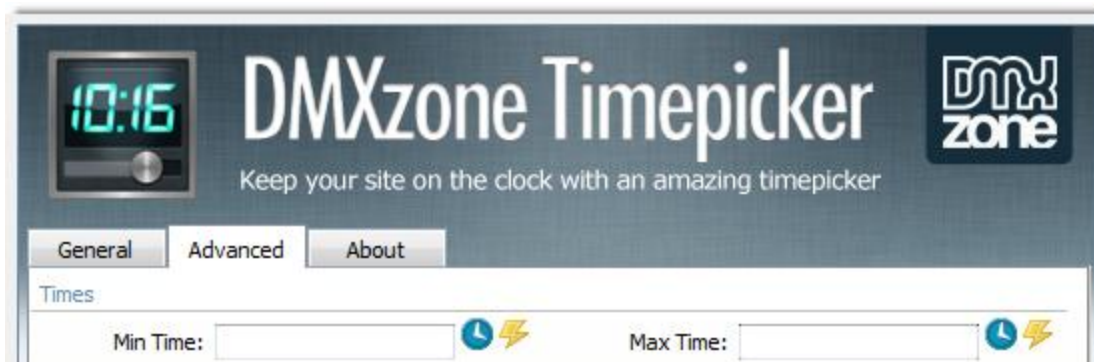 10:16
DMXzone Timepicker
DMX
zone
Keep your site on the clock with an amazing timepicker
General
Advanced
About
Times
Min Time:
Max Time: